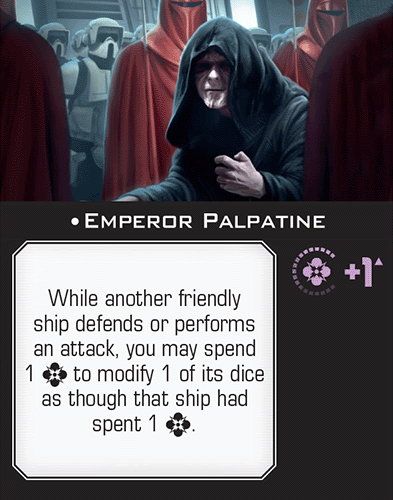 • Emperor Palpatine
+1
While another friendly
ship defends or performs
an attack, you may spend
1 to modify 1 of its dice
as though that ship had
spent 1 .